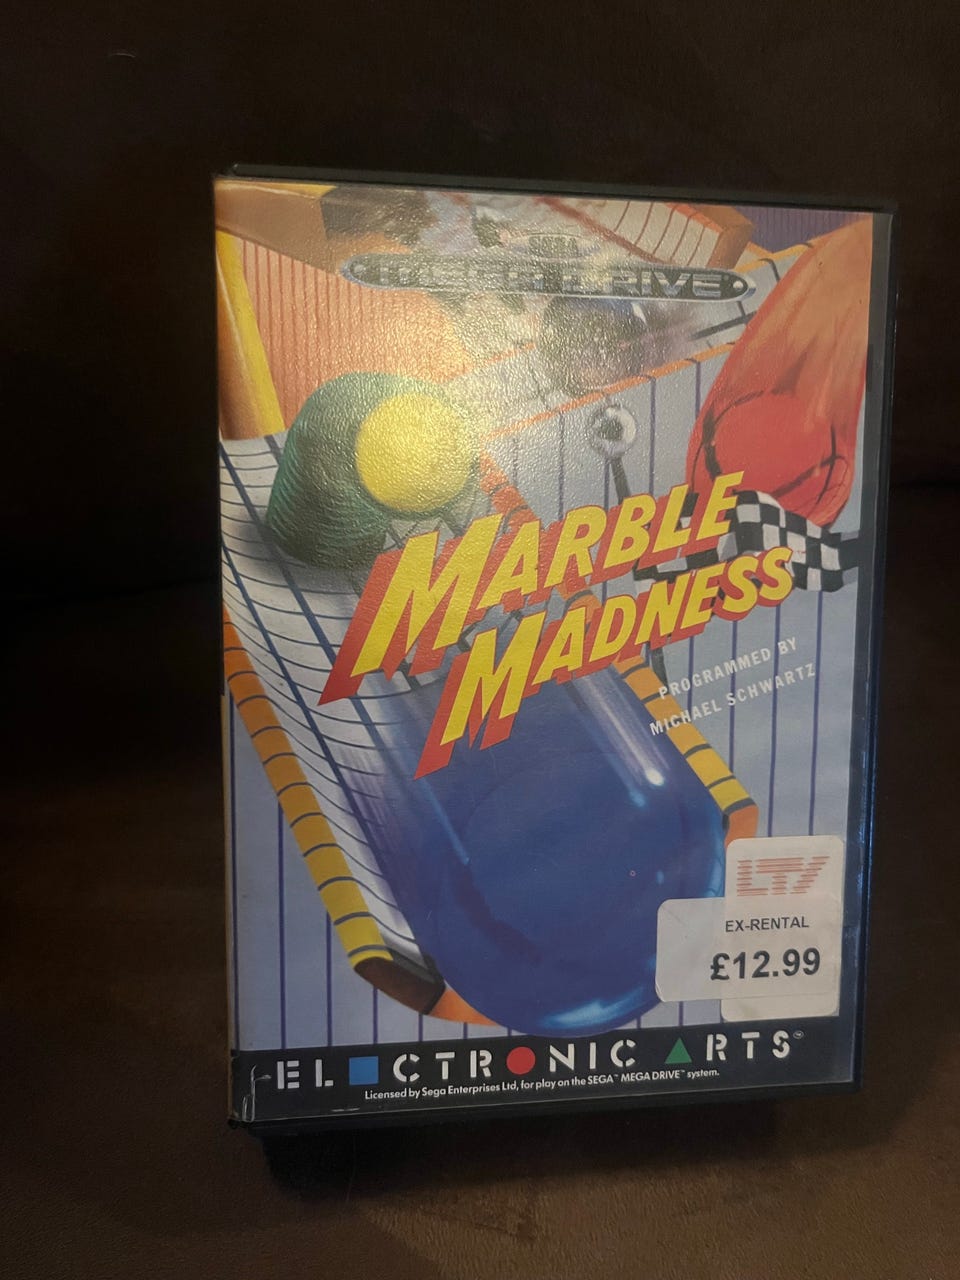 SEGA
MEGA DRIVE
MARBLE
MADNESS
PROGRAMMED BY
MICHAEL SCHWARTZ
LTV
EX-RENTAL
£12.99
ELECTRONIC ARTS™
Licensed by Sega Enterprises Ltd, for play on the SEGA™ MEGA DRIVE™ system.